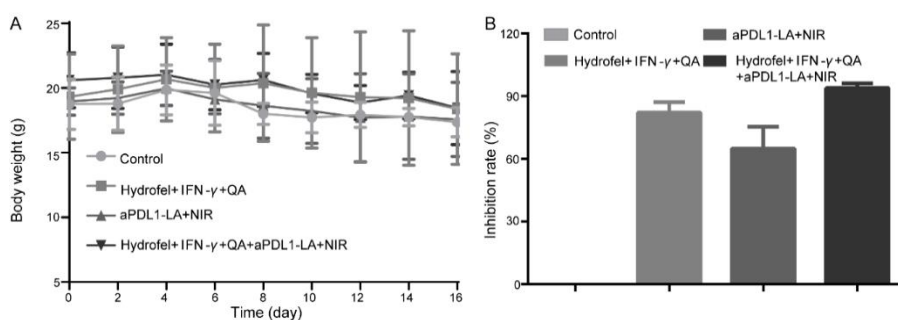 A
Body weight (g)
25
20
15
5
Control
Hydrofel+IFN-γ+QA
aPDL1-LA+NIR
Hydrofel+IFN-γ+QA+aPDL1-LA+NIR
0 2 4 6 8 10 12 14 16
Time (day)
B
Control
aPDL1-LA+NIR
Hydrofel+IFN-γ+QA
Hydrofel+IFN-γ+QA
+aPDL1-LA+NIR
Inhibition rate (%)
120
90
60
30
0